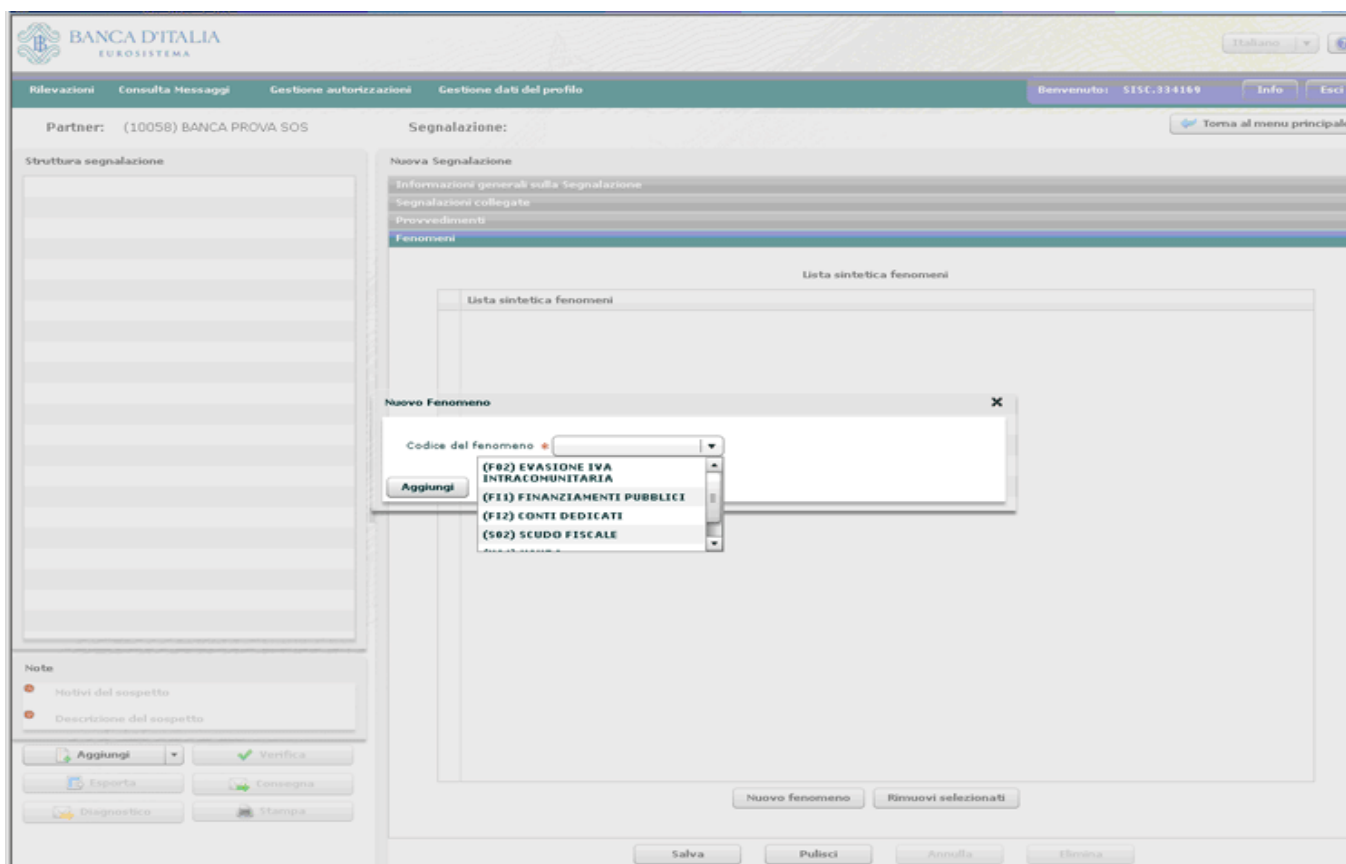 BANCA D'ITALIA
EUROSISTEMA
Italiano
Rilevazioni Consulta Messaggi Gestione autorizzazioni Gestione dati del profilo Benvenuto: SISC.334169 Info Esci
Partner: (10058) BANCA PROVA SOS Segnalazione: Torna al menu principale
Struttura segnalazione
Nuova Segnalazione
Informazioni generali sulla Segnalazione
Segnalazioni collegate
Provvedimenti
Fenomeni
Lista sintetica fenomeni
Lista sintetica fenomeni
Nuovo Fenomeno
Codice del fenomeno *
(F02) EVASIONE IVA
INTRACOMUNITARIA
(FI1) FINANZIAMENTI PUBBLICI
(FI2) CONTI DEDICATI
(S02) SCUDO FISCALE
Aggiungi
Note
Motivi del sospetto
Descrizione del sospetto
Aggiungi Verifica
Esporta Consegna
Diagnostico Stampa
Nuovo fenomeno Rimuovi selezionati
Salva Pulisci Annulla Elimina